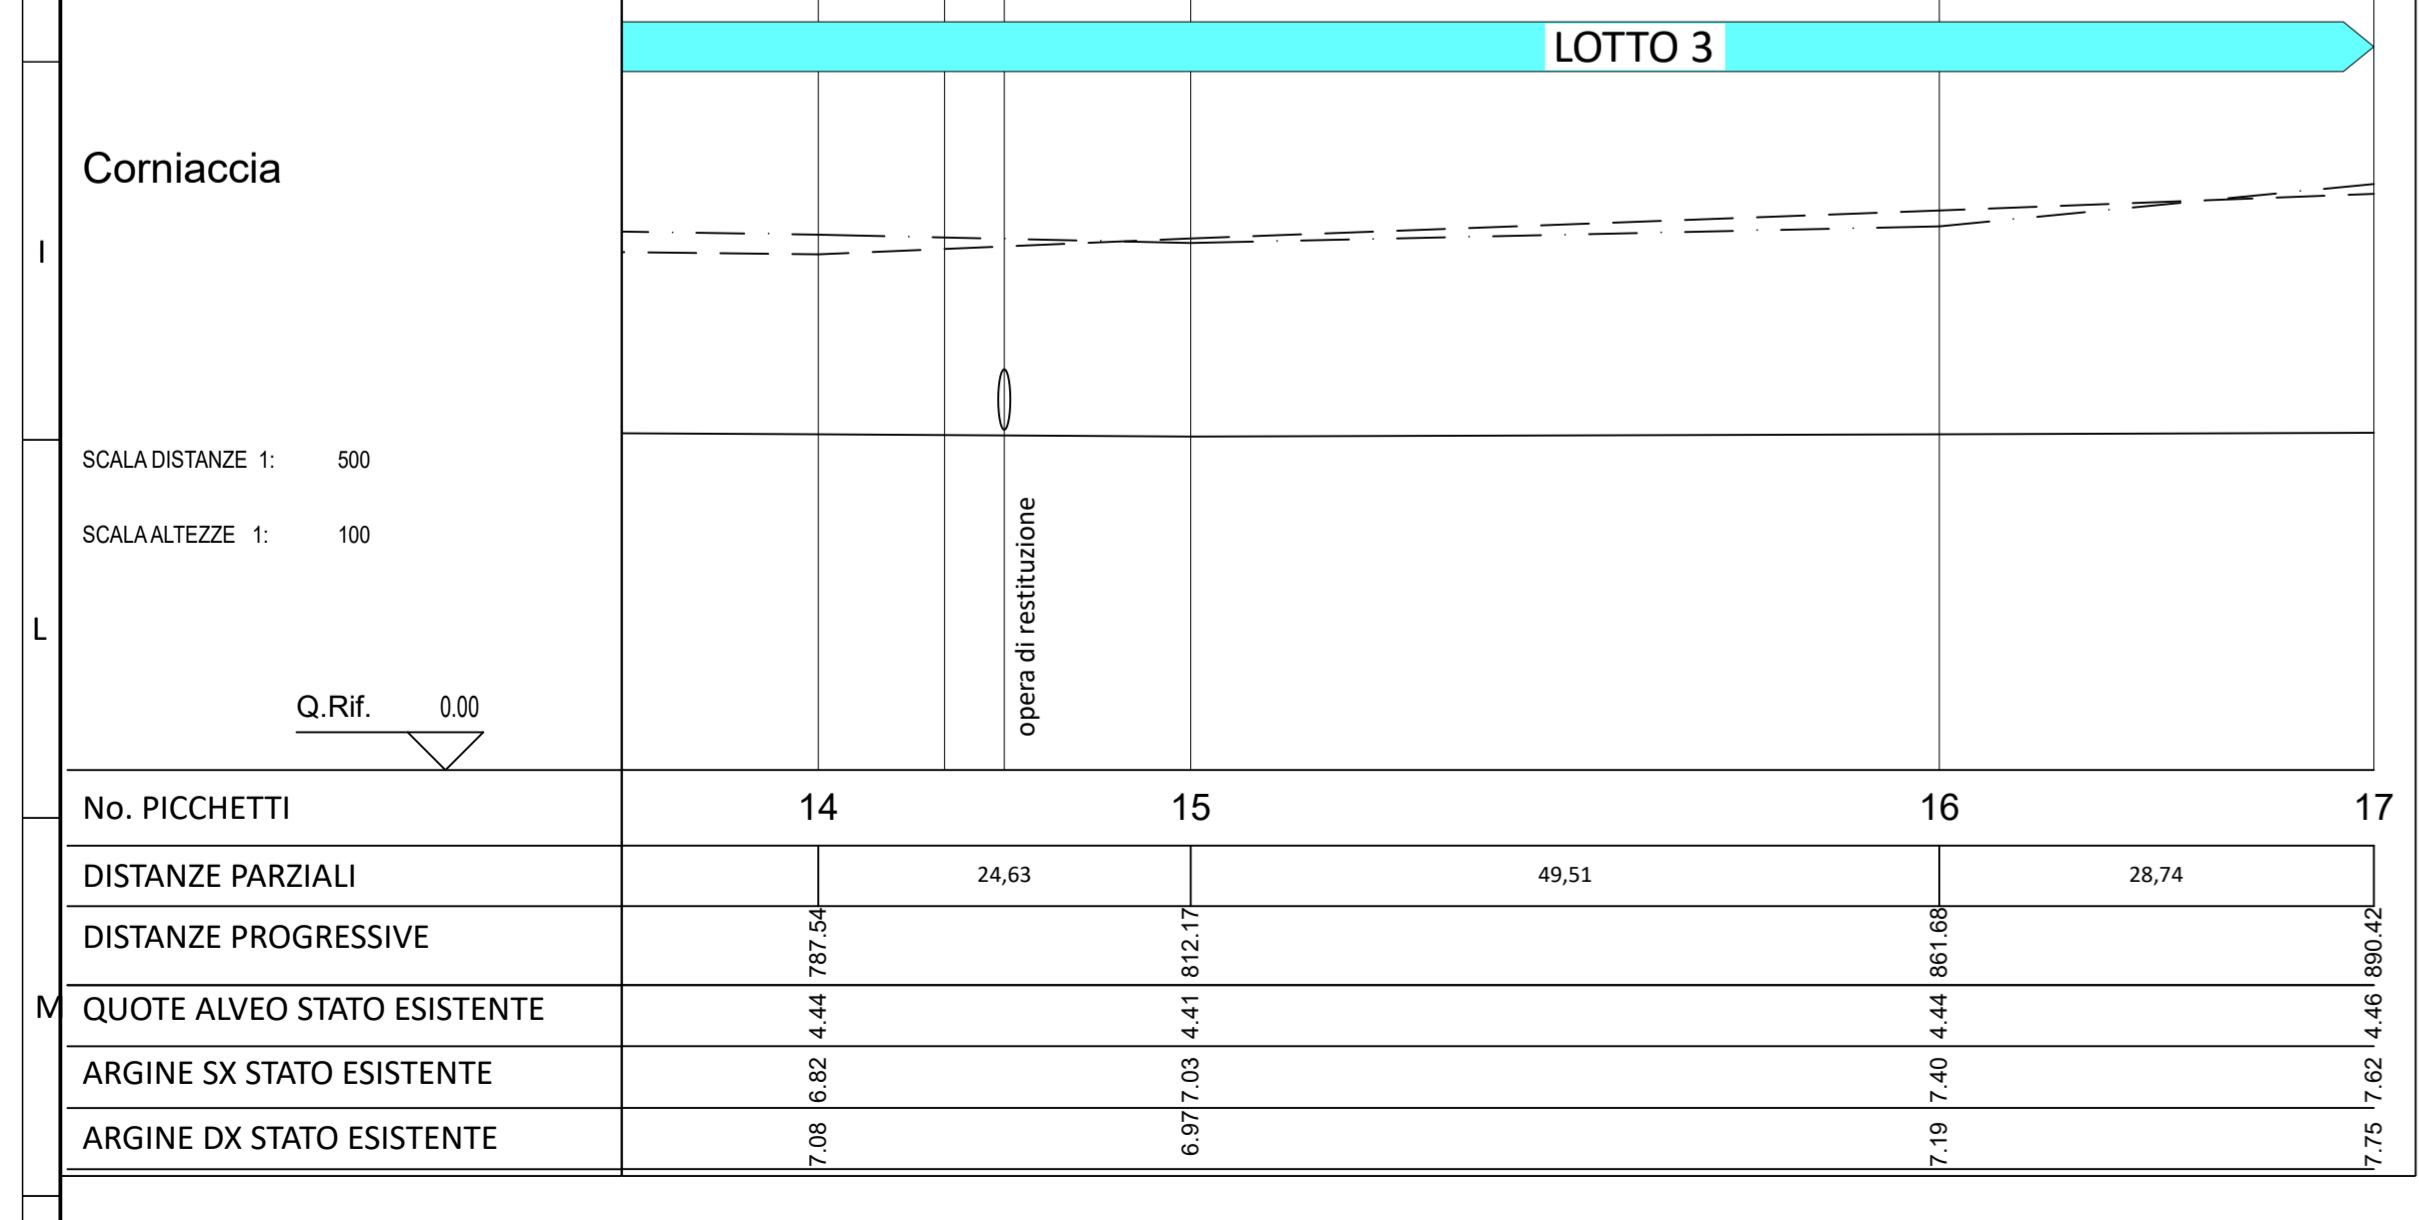 LOTTO 3
Corniaccia
I
SCALA DISTANZE 1: 500
SCALA ALTEZZE 1: 100
opera di restituzione
L
Q.Rif. 0.00
No. PICCHETTI 14 15 16 17
DISTANZE PARZIALI 24,63 49,51 28,74
DISTANZE PROGRESSIVE 787.54 812.17 861.68 890.42
M
QUOTE ALVEO STATO ESISTENTE 4.44 4.41 4.44 4.46
ARGINE SX STATO ESISTENTE 6.82 7.03 7.40 7.62
ARGINE DX STATO ESISTENTE 7.08 6.97 7.19 7.75